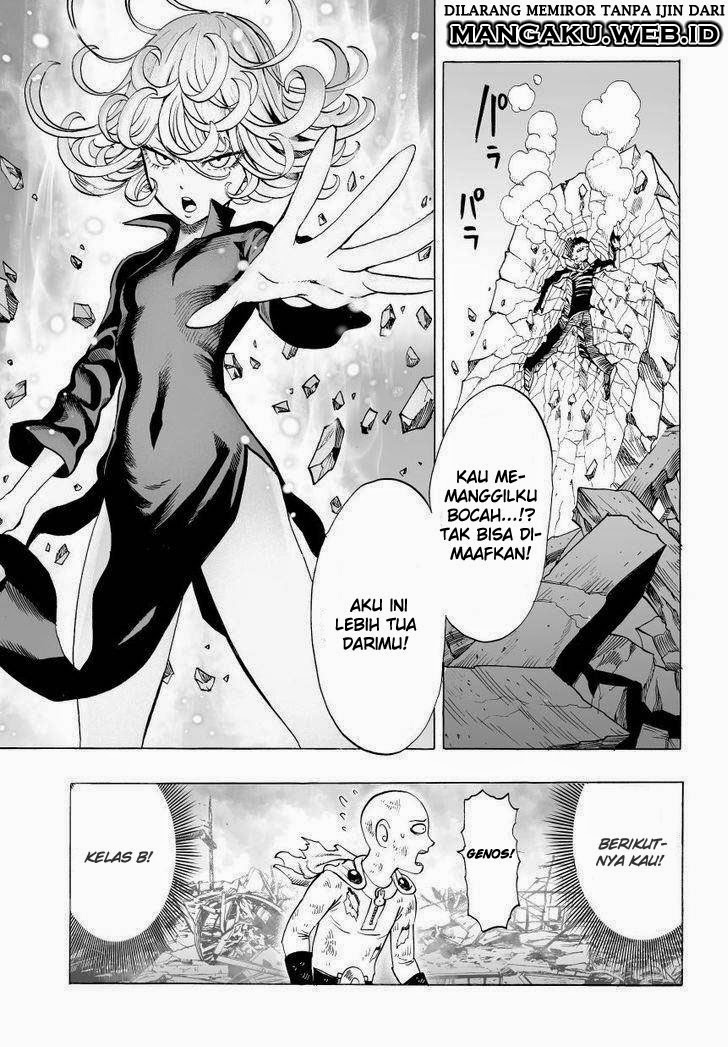 DILARANG MEMIROR TANPA IJIN DARI
MANGAKU.WEB.ID
パラ
パラ
KAU ME-
MANGGILKU
BOCAH...!?
TAK BISA DI-
MAAFKAN!
AKU INI
LEBIH TUA
DARIMU!
BERIKUT-
NYA KAU!
GENOS!
KELAS B!